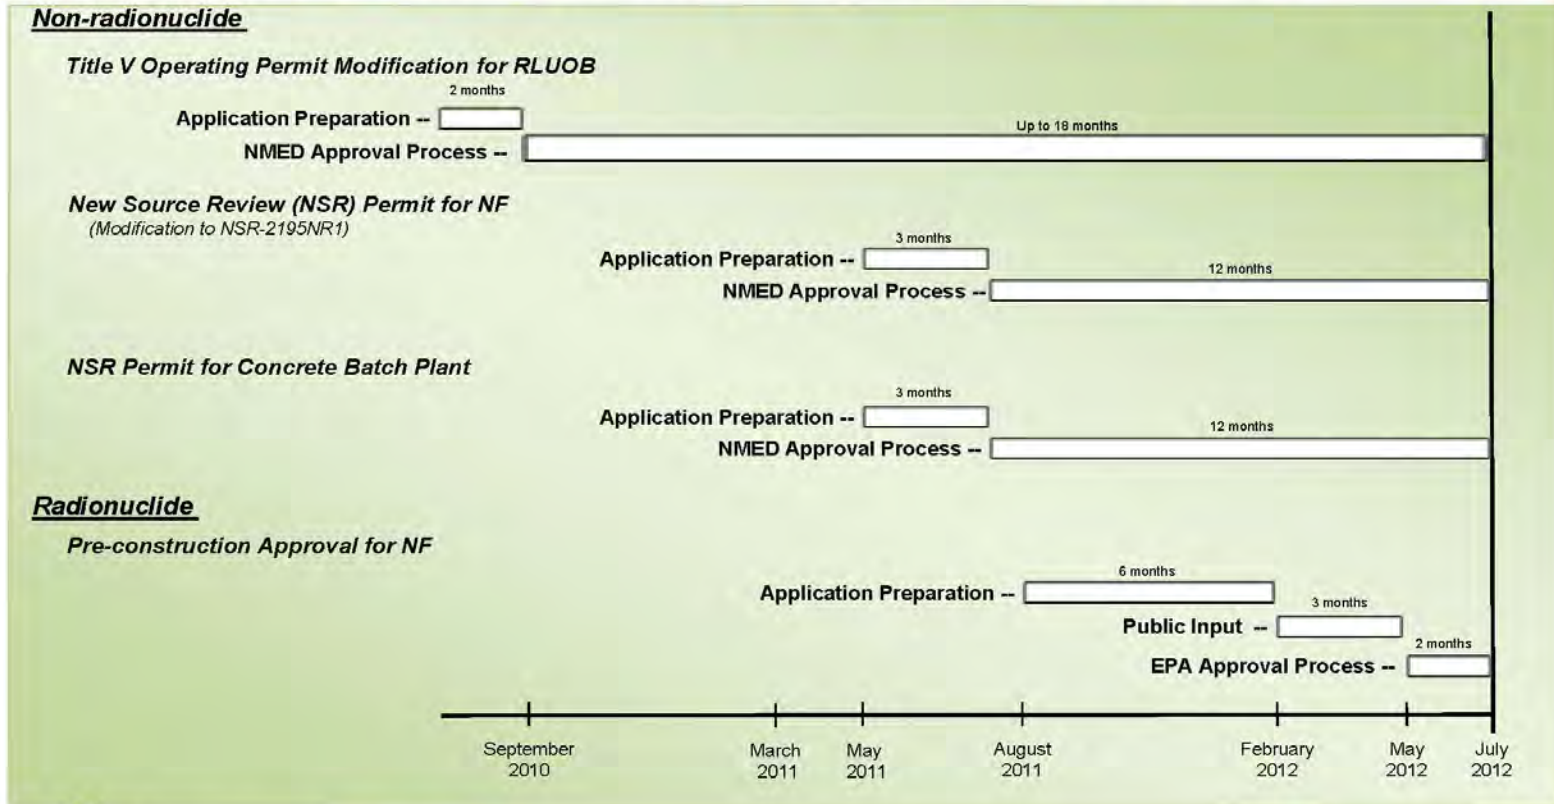 Non-radionuclide
Title V Operating Permit Modification for RLUOB
2 months
Application Preparation --
Up to 18 months
NMED Approval Process --
New Source Review (NSR) Permit for NF
(Modification to NSR-2195NR1)
3 months
Application Preparation --
12 months
NMED Approval Process --
NSR Permit for Concrete Batch Plant
3 months
Application Preparation --
12 months
NMED Approval Process --
Radionuclide
Pre-construction Approval for NF
6 months
Application Preparation --
3 months
Public Input --
2 months
EPA Approval Process --
September 2010
March 2011
May 2011
August 2011
February 2012
May 2012
July 2012